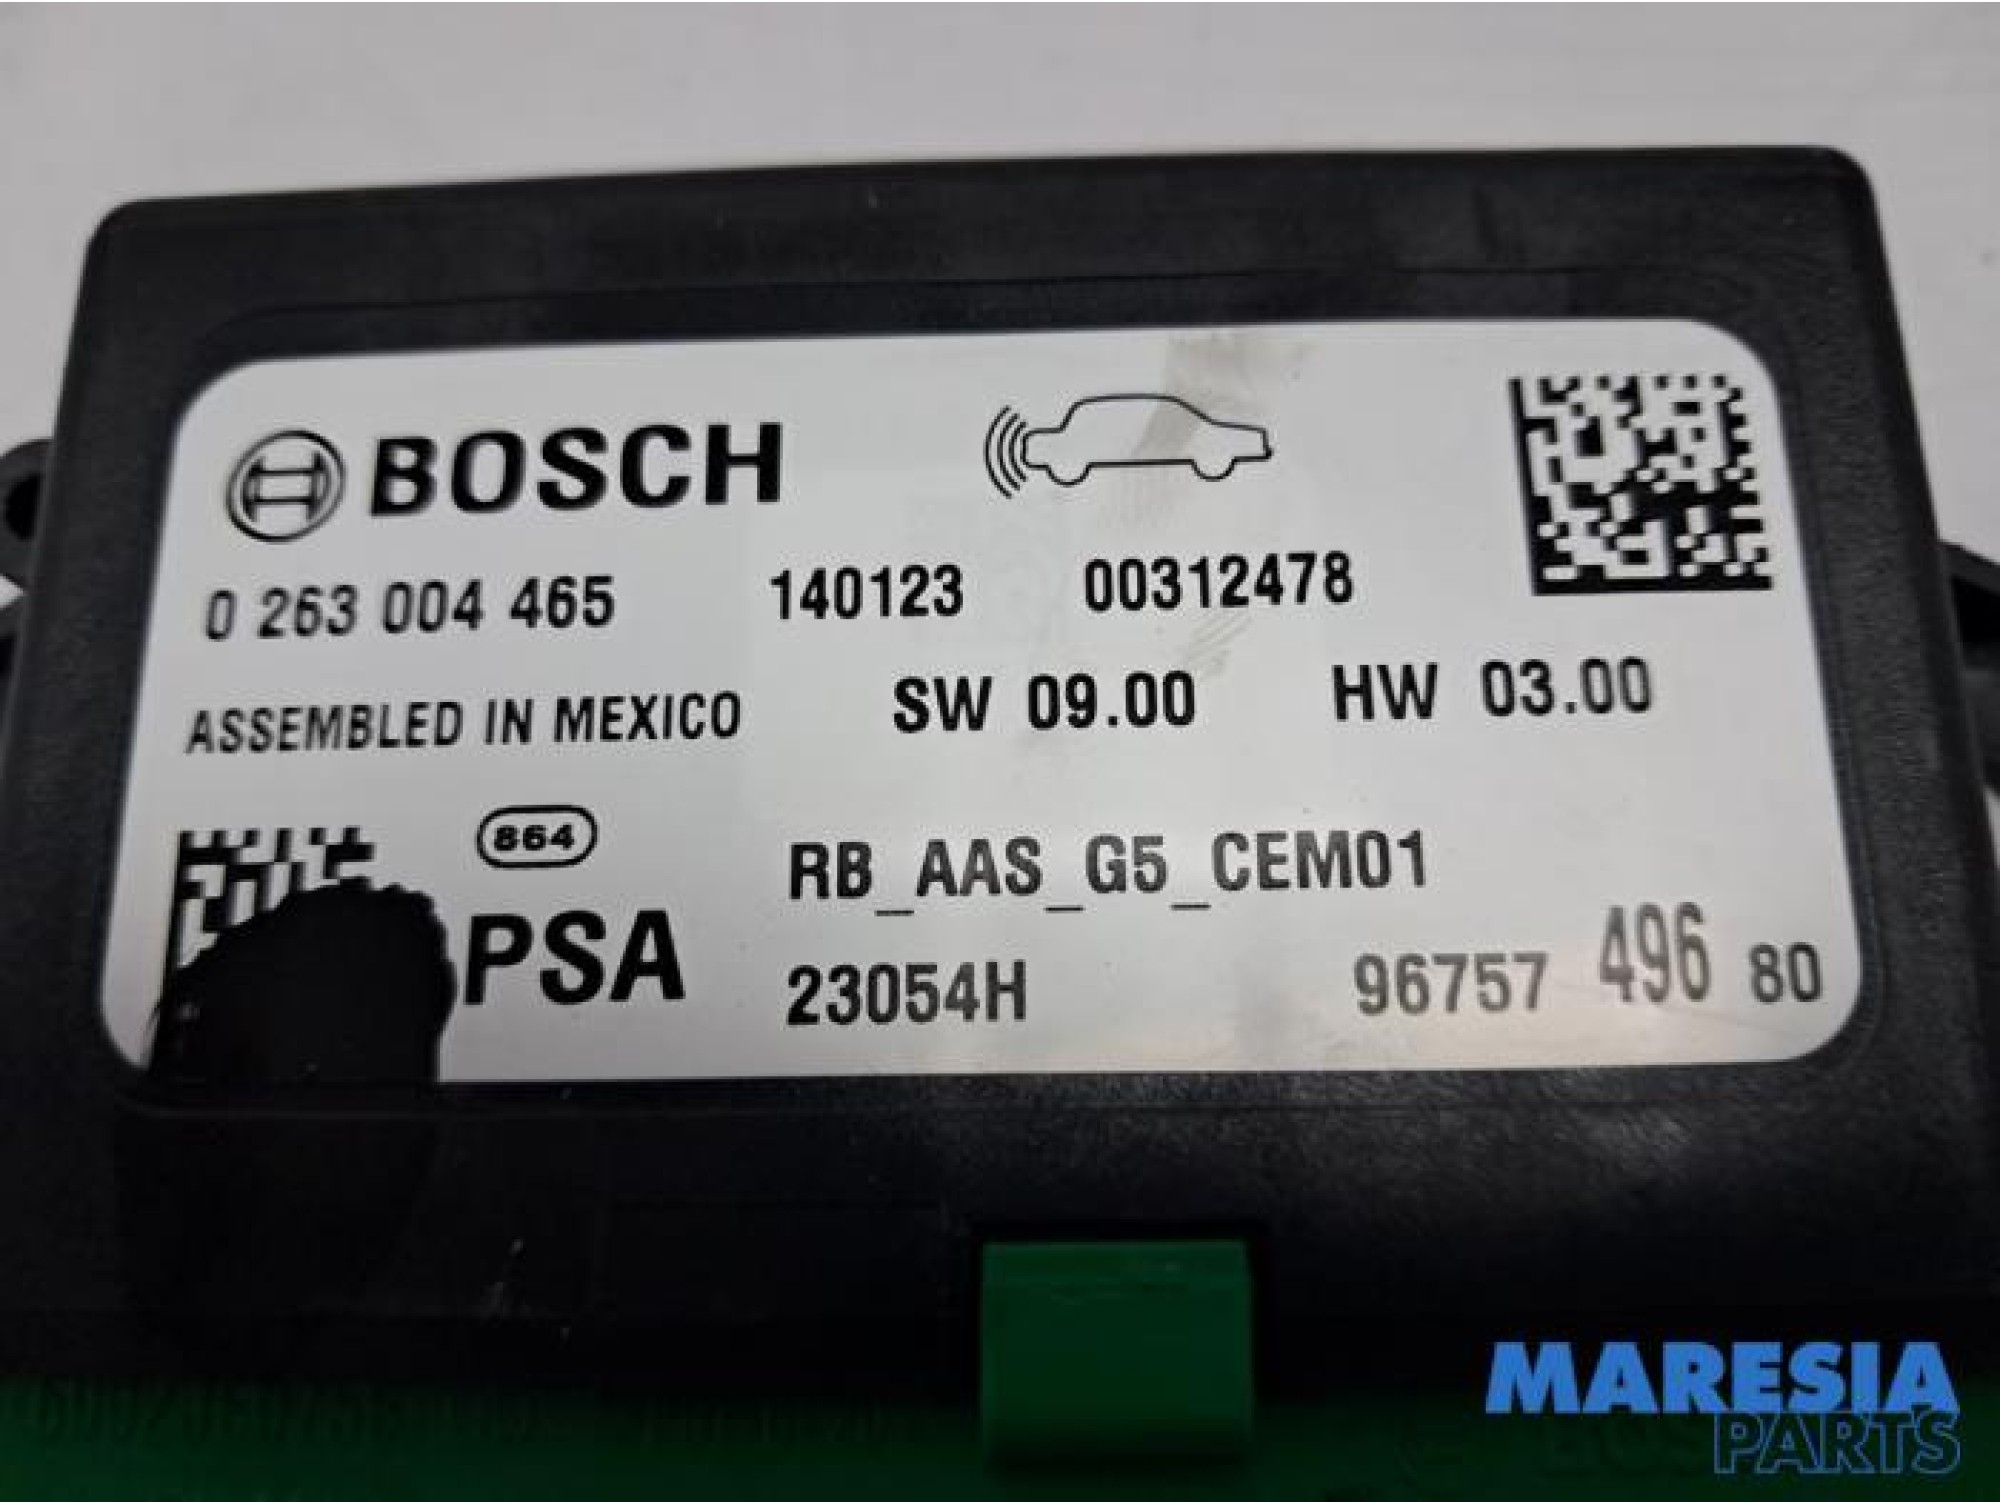 BOSCH
0 263 004 465 140123 00312478
ASSEMBLED IN MEXICO SW 09.00 HW 03.00
864
PSA
RB_AAS_G5_CEM01
23054H 96757 496 80
MARESIA
PARTS